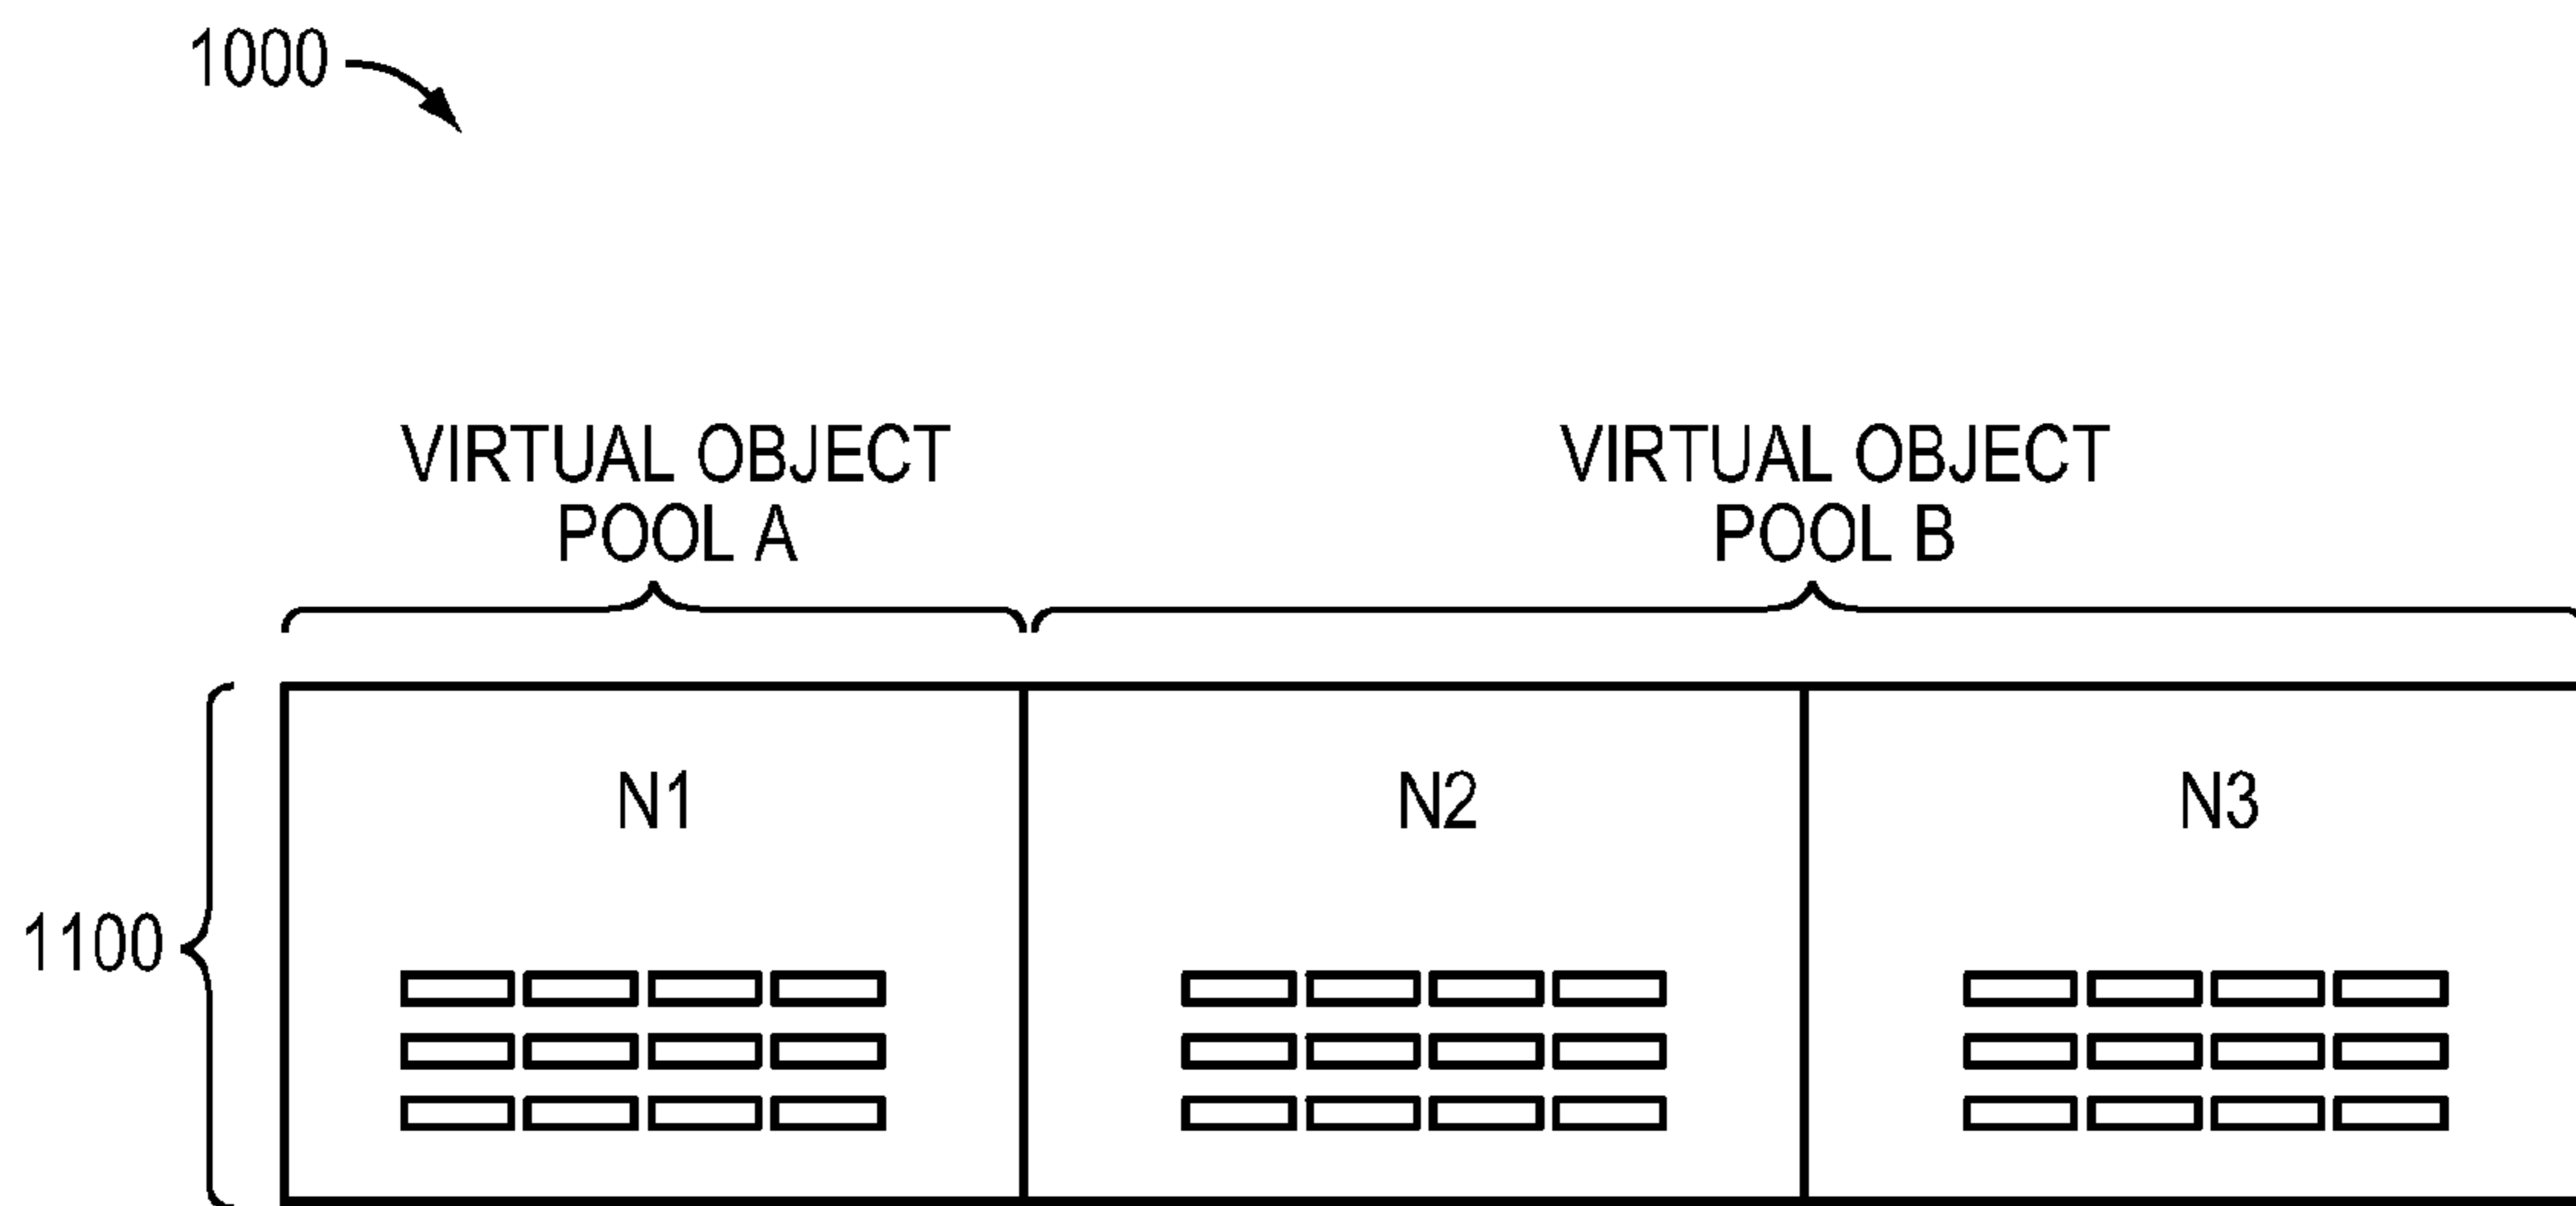 1000
VIRTUAL OBJECT
POOL A
VIRTUAL OBJECT
POOL B
N1
N2
N3
1100